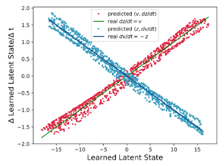 predicted (v, dz/dt)
real dz/dt = v
predicted (z, dv/dt)
real dv/dt = − z
Δ Learned Latent State/Δ t
2.0
1.5
1.0
0.5
0.0
−0.5
−1.0
−1.5
−2.0
−15
−10
−5
0
5
10
15
Learned Latent State